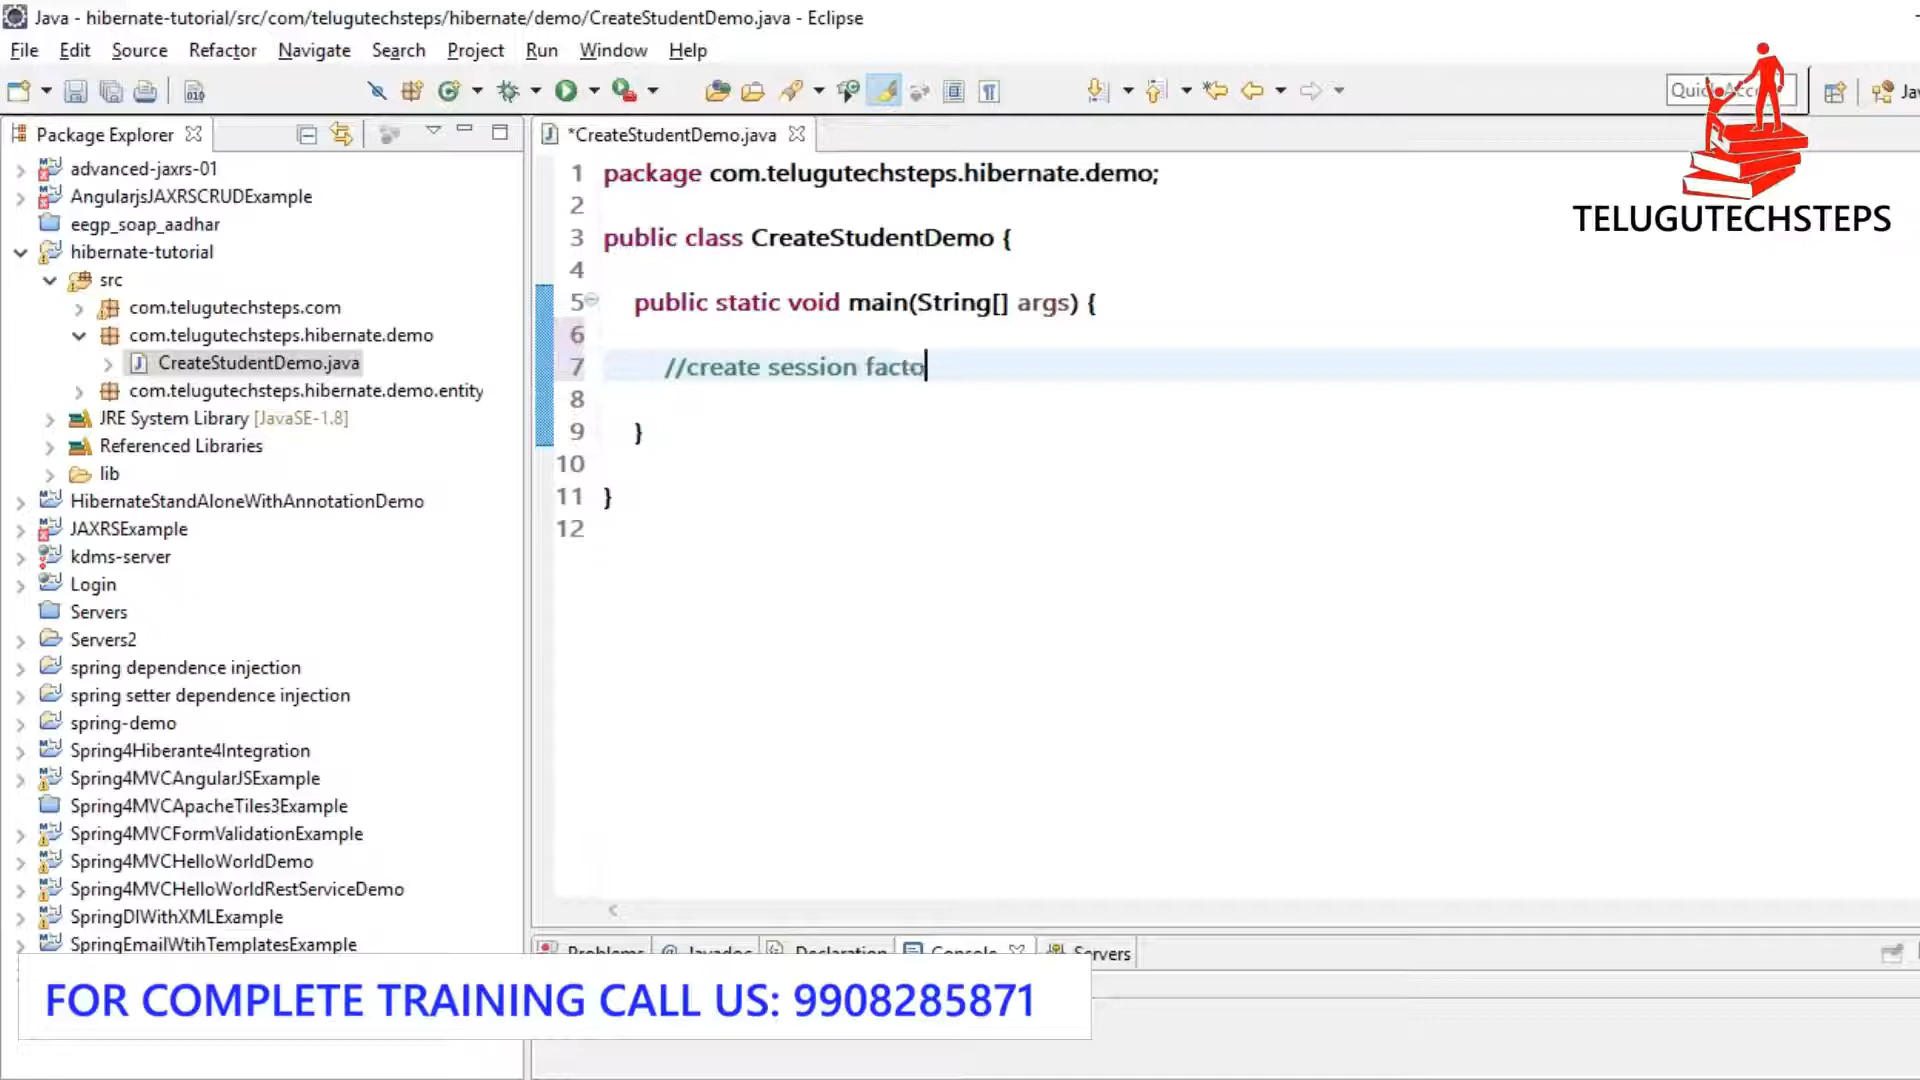 Java - hibernate-tutorial/src/com/telugutechsteps/hibernate/demo/CreateStudentDemo.java - Eclipse
File Edit Source Refactor Navigate Search Project Run Window Help
Package Explorer
*CreateStudentDemo.java
TELUGUTECHSTEPS
advanced-jaxrs-01
AngularjsJAXRSCRUDExample
eegp_soap_aadhar
hibernate-tutorial
src
com.telugutechsteps.com
com.telugutechsteps.hibernate.demo
CreateStudentDemo.java
com.telugutechsteps.hibernate.demo.entity
JRE System Library [JavaSE-1.8]
Referenced Libraries
lib
HibernateStandAloneWithAnnotationDemo
JAXRSExample
kdms-server
Login
Servers
Servers2
spring dependence injection
spring setter dependence injection
spring-demo
Spring4Hiberante4Integration
Spring4MVCAngularJSExample
Spring4MVCApacheTiles3Example
Spring4MVCFormValidationExample
Spring4MVCHelloWorldDemo
Spring4MVCHelloWorldRestServiceDemo
SpringDIWithXMLExample
SpringEmailWtihTemplatesExample
1 package com.telugutechsteps.hibernate.demo;
2
3 public class CreateStudentDemo {
4
5 public static void main(String[] args) {
6
7 //create session facto
8
9 }
10
11 }
12
Problems @ Javadoc Declaration Console Servers
FOR COMPLETE TRAINING CALL US: 9908285871